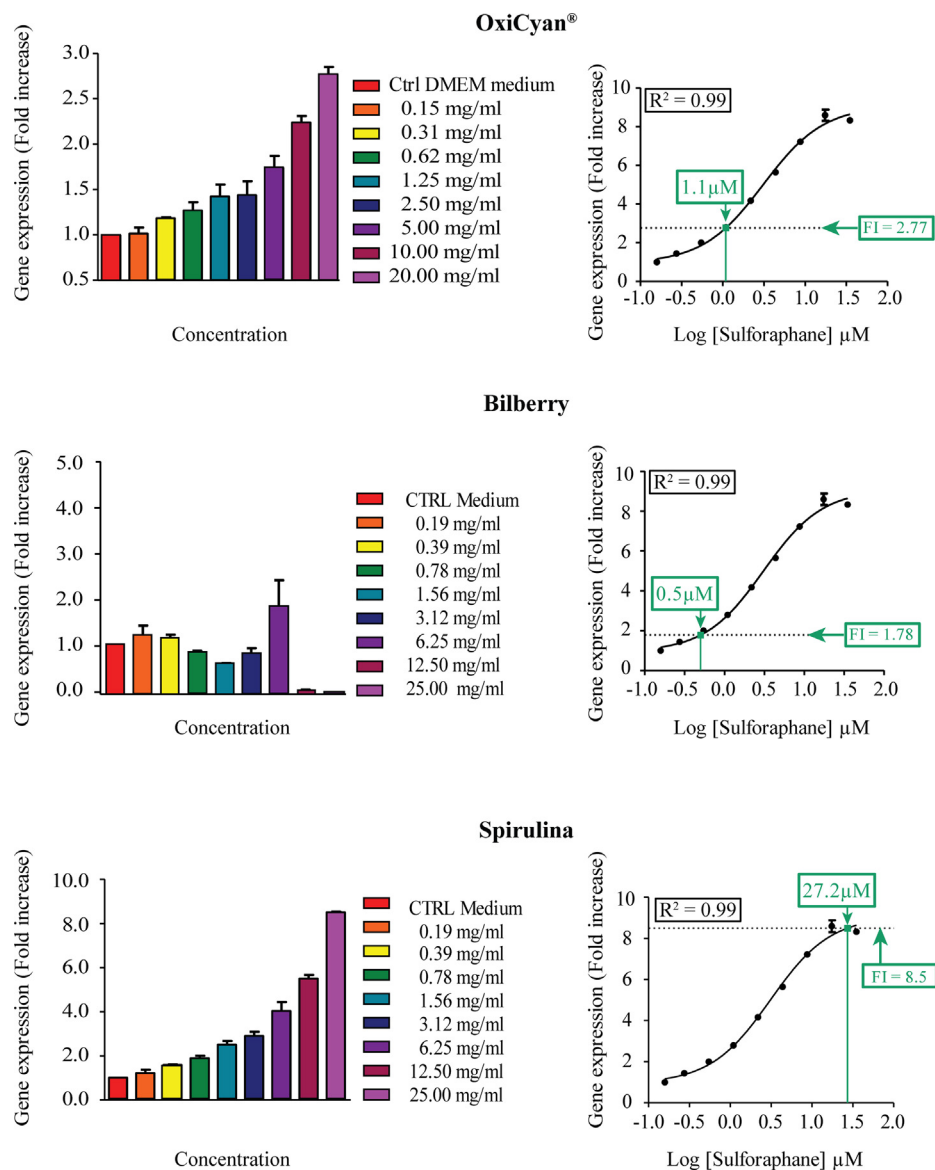 OxiCyan®
Gene expression (Fold increase)
3.0
2.5
2.0
1.5
1.0
0.5
Concentration
Ctrl DMEM medium
0.15 mg/ml
0.31 mg/ml
0.62 mg/ml
1.25 mg/ml
2.50 mg/ml
5.00 mg/ml
10.00 mg/ml
20.00 mg/ml
Gene expression (Fold increase)
10
8
6
4
2
0
R² = 0.99
1.1µM
FI = 2.77
-1.0 -0.5 0.0 0.5 1.0 1.5 2.0
Log [Sulforaphane] µM
Bilberry
Gene expression (Fold increase)
5.0
4.0
3.0
2.0
1.0
0.0
Concentration
CTRL Medium
0.19 mg/ml
0.39 mg/ml
0.78 mg/ml
1.56 mg/ml
3.12 mg/ml
6.25 mg/ml
12.50 mg/ml
25.00 mg/ml
Gene expression (Fold increase)
10
8
6
4
2
0
R² = 0.99
0.5µM
FI = 1.78
-1.0 -0.5 0.0 0.5 1.0 1.5 2.0
Log [Sulforaphane] µM
Spirulina
Gene expression (Fold increase)
10.0
8.0
6.0
4.0
2.0
0.0
Concentration
CTRL Medium
0.19 mg/ml
0.39 mg/ml
0.78 mg/ml
1.56 mg/ml
3.12 mg/ml
6.25 mg/ml
12.50 mg/ml
25.00 mg/ml
Gene expression (Fold increase)
10
8
6
4
2
0
R² = 0.99
27.2µM
FI = 8.5
-1.0 -0.5 0.0 0.5 1.0 1.5 2.0
Log [Sulforaphane] µM